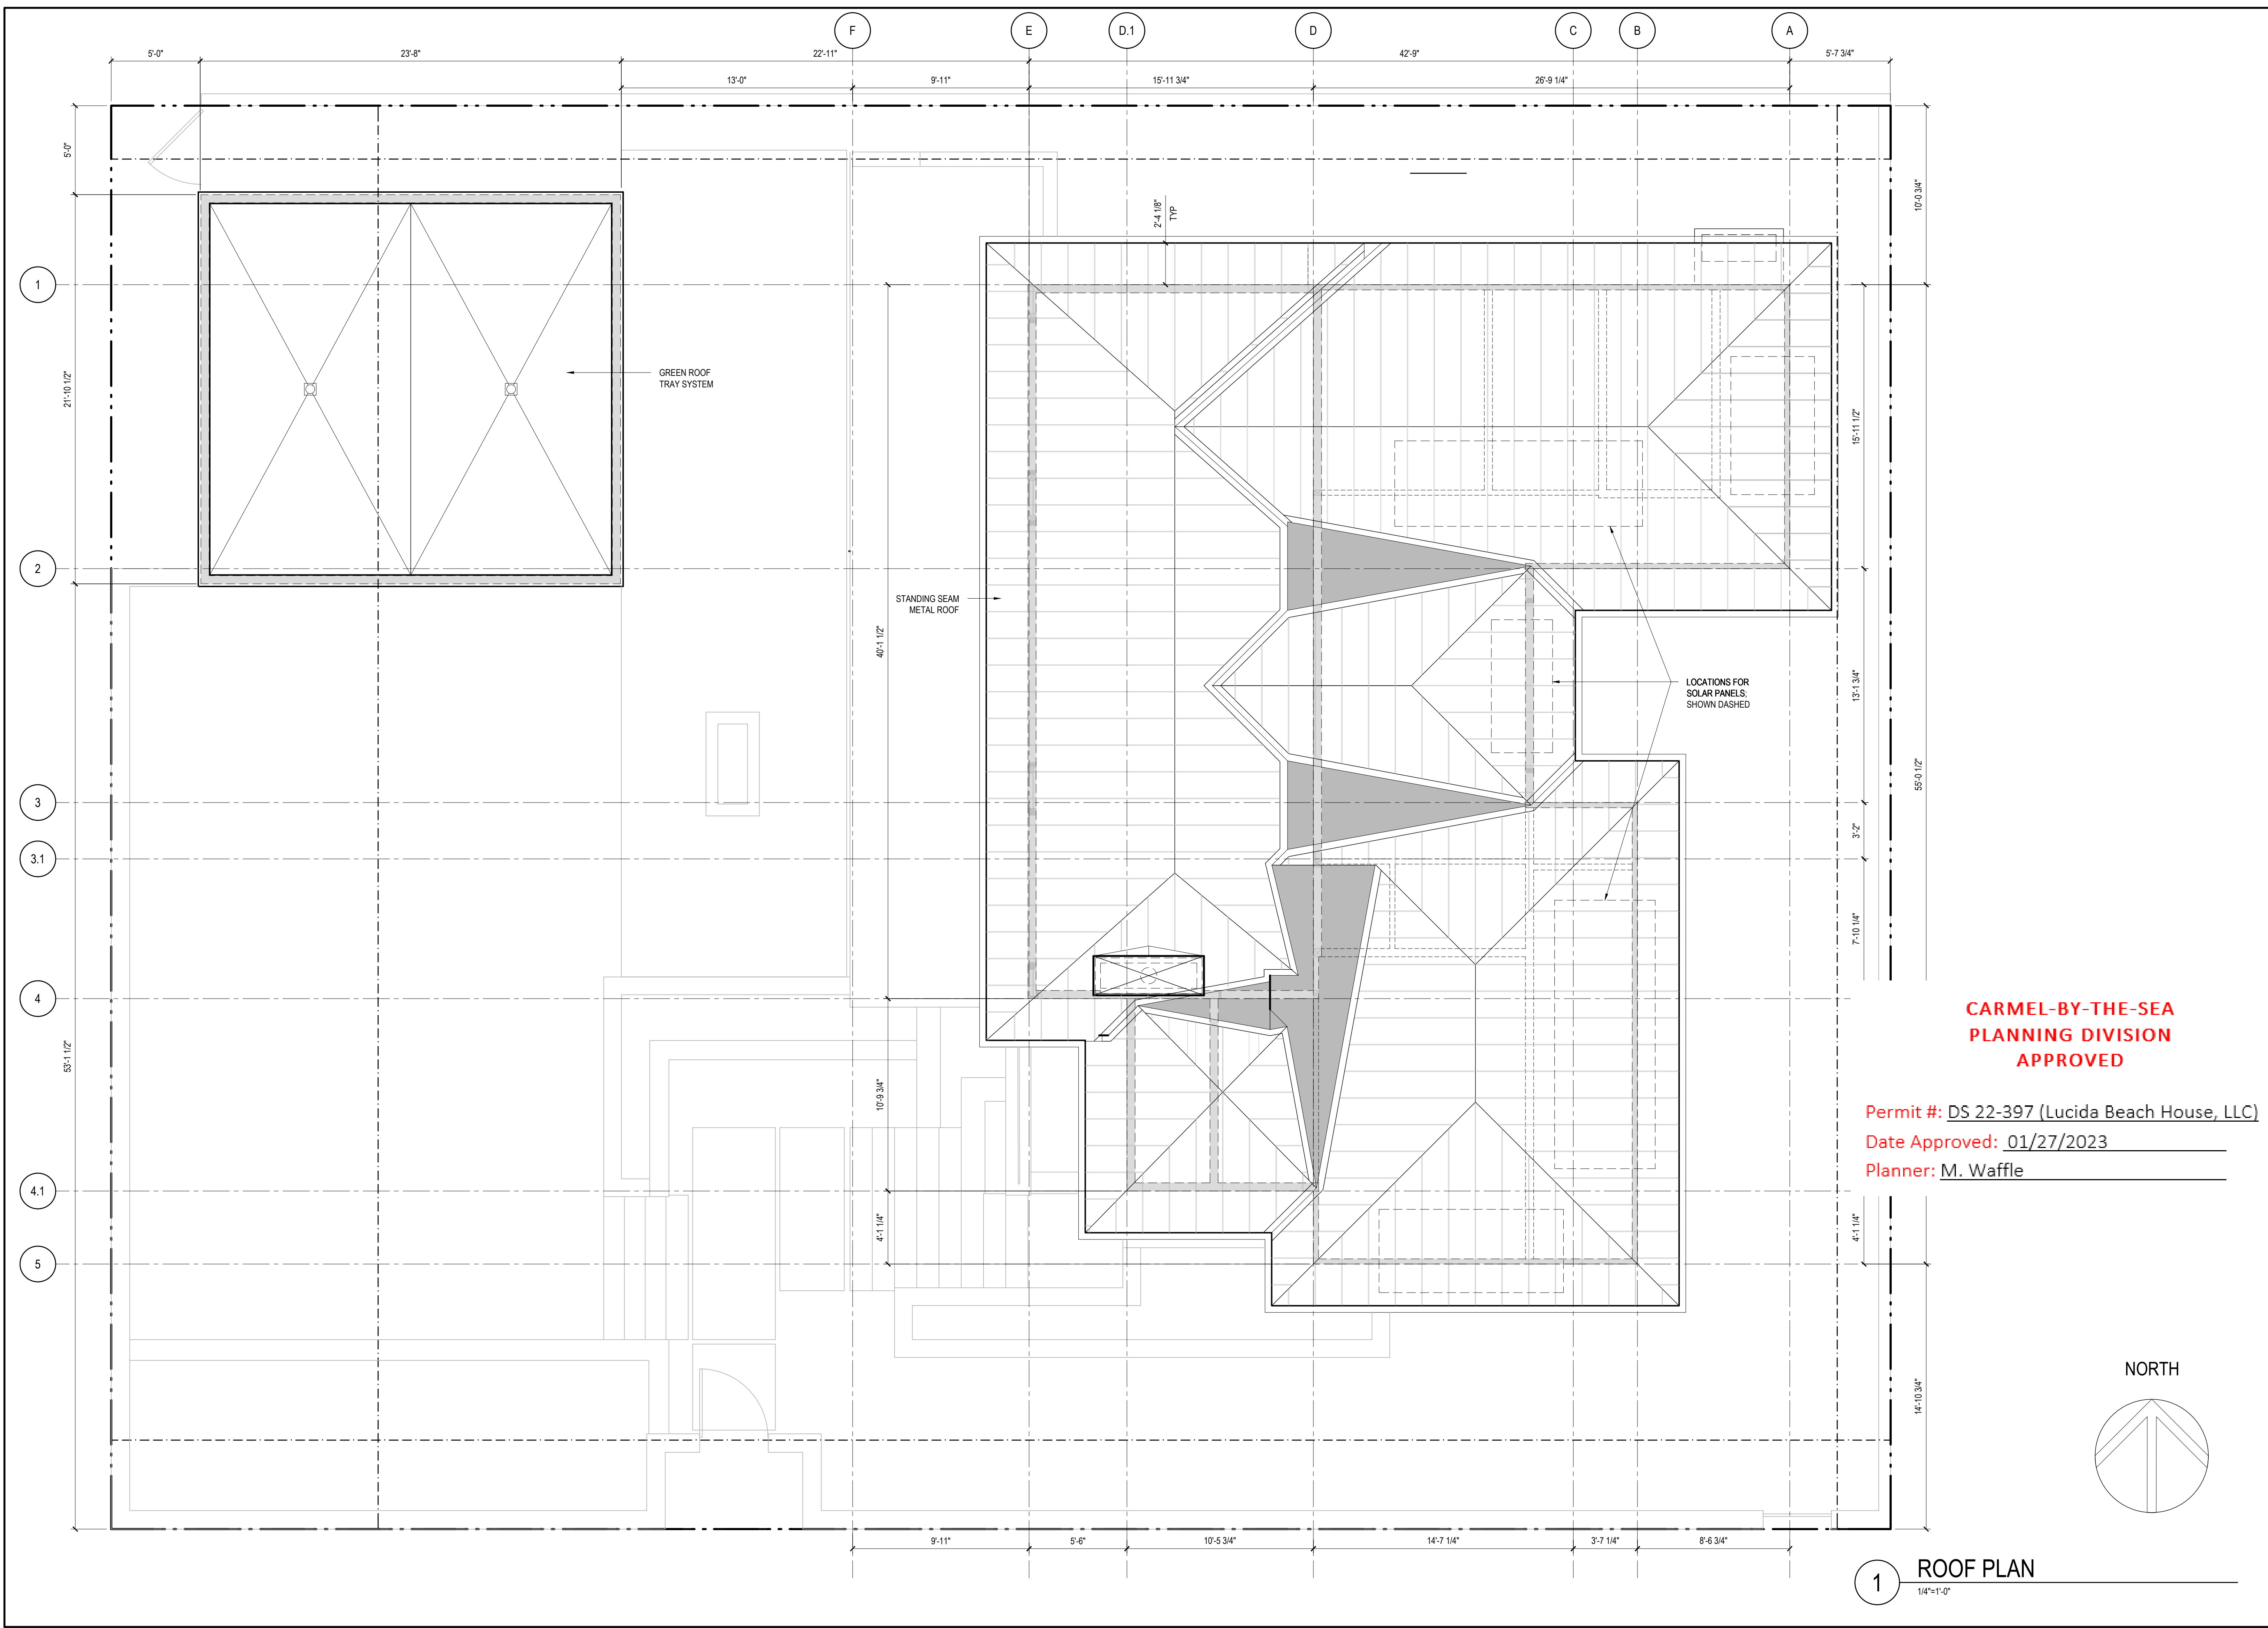 F
E
D.1
D
C
B
A
5'-0"
23'-8"
22'-11"
42'-9"
5'-7 3/4"
13'-0"
9'-11"
15'-11 3/4"
26'-9 1/4"
5'-0"
10'-0 3/4"
2'-4 1/8"
TYP
1
GREEN ROOF
TRAY SYSTEM
21'-10 1/2"
15'-11 1/2"
2
STANDING SEAM
METAL ROOF
40'-1 1/2"
LOCATIONS FOR
SOLAR PANELS;
SHOWN DASHED
13'-1 3/4"
55'-0 1/2"
3
3'-2"
3.1
7'-10 1/4"
4
CARMEL-BY-THE-SEA
PLANNING DIVISION
APPROVED
53'-1 1/2"
10'-9 3/4"
Permit #: DS 22-397 (Lucida Beach House, LLC)
Date Approved: 01/27/2023
Planner: M. Waffle
4.1
4'-1 1/4"
4'-1 1/4"
5
NORTH
14'-10 3/4"
9'-11"
5'-6"
10'-5 3/4"
14'-7 1/4"
3'-7 1/4"
8'-6 3/4"
1
ROOF PLAN
1/4"=1'-0"